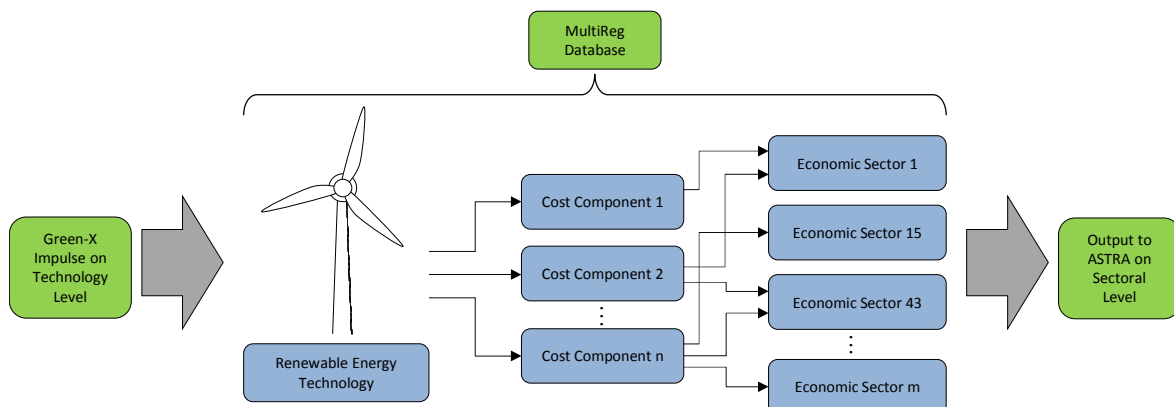 MultiReg
Database
Green-X
Impulse on
Technology
Level
Renewable Energy
Technology
Cost Component 1
Cost Component 2
⋮
Cost Component n
Economic Sector 1
Economic Sector 15
Economic Sector 43
⋮
Economic Sector m
Output to
ASTRA on
Sectoral
Level